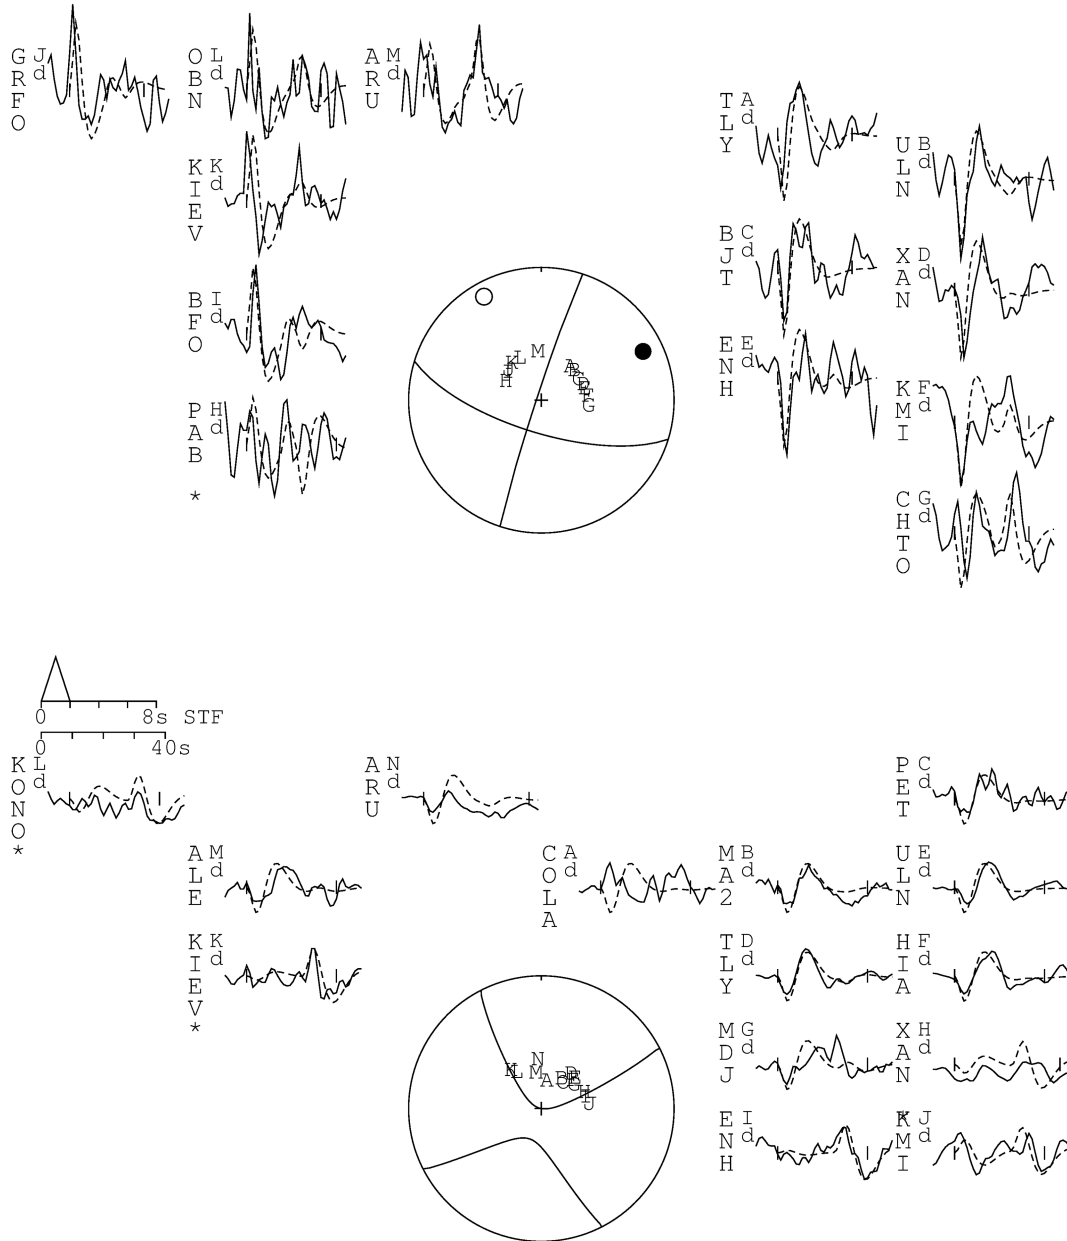 GRFO J d
OBN L d
ARU M d
TLY A d
ULN B d
KIEV K d
BJT C d
XAN D d
BFO I d
ENH E d
KMI F d
PAB * H d
CHTO G d
M
L
K
J
I
H
A
B
C
D
E
F
G
0 8s STF
0 40s
KONO* L d
ARU N d
PET C d
ALE M d
COLA A d
MA2 B d
ULN E d
KIEV* K d
TLY D d
HIA F d
MDJ G d
XAN H d
ENH I d
KMI * J d
N
K L M
A B C D E F G
H
I
J